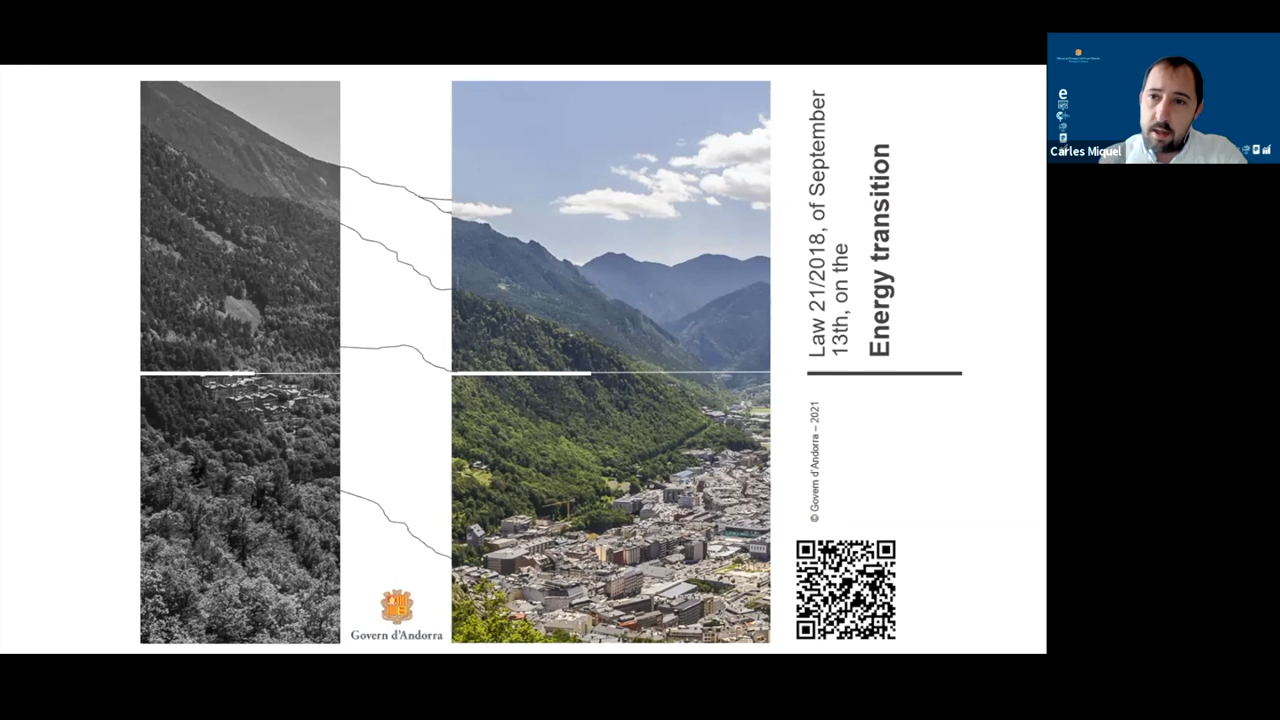 Law 21/2018, of September
13th, on the
Energy transition
© Govern d'Andorra – 2021
Govern d'Andorra
e
Carles Miquel